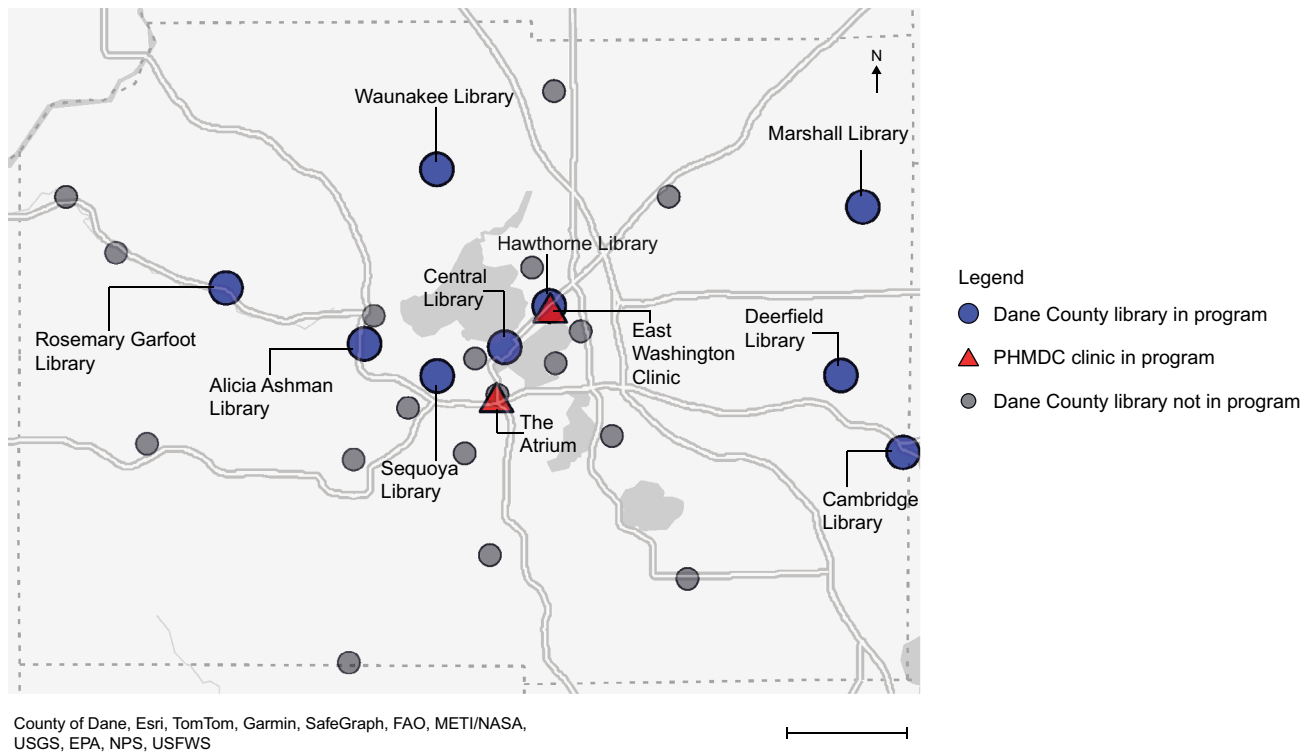 N
Waunakee Library
Marshall Library
Hawthorne Library
Central
Library
East
Washington
Clinic
Deerfield
Library
Rosemary Garfoot
Library
Alicia Ashman
Library
The
Atrium
Sequoya
Library
Cambridge
Library
Legend
Dane County library in program
PHMDC clinic in program
Dane County library not in program
County of Dane, Esri, TomTom, Garmin, SafeGraph, FAO, METI/NASA,
USGS, EPA, NPS, USFWS